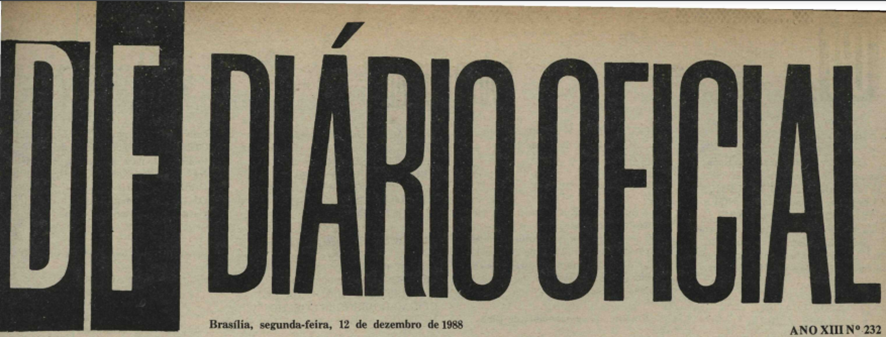 DF DIÁRIO OFICIAL
Brasília, segunda-feira, 12 de dezembro de 1988
ANO XIII Nº 232